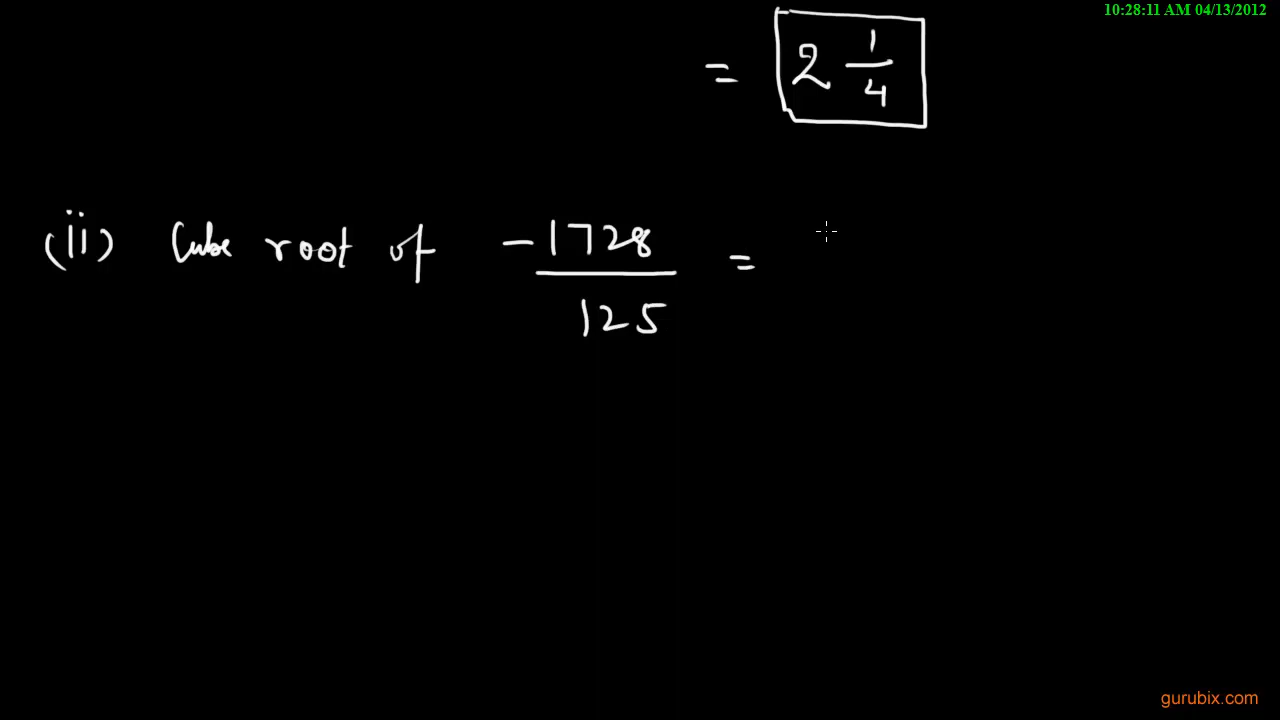 10:28:11 AM 04/13/2012
= 2 1/4
(ii) Cube root of -1728/125 =
gurubix.com